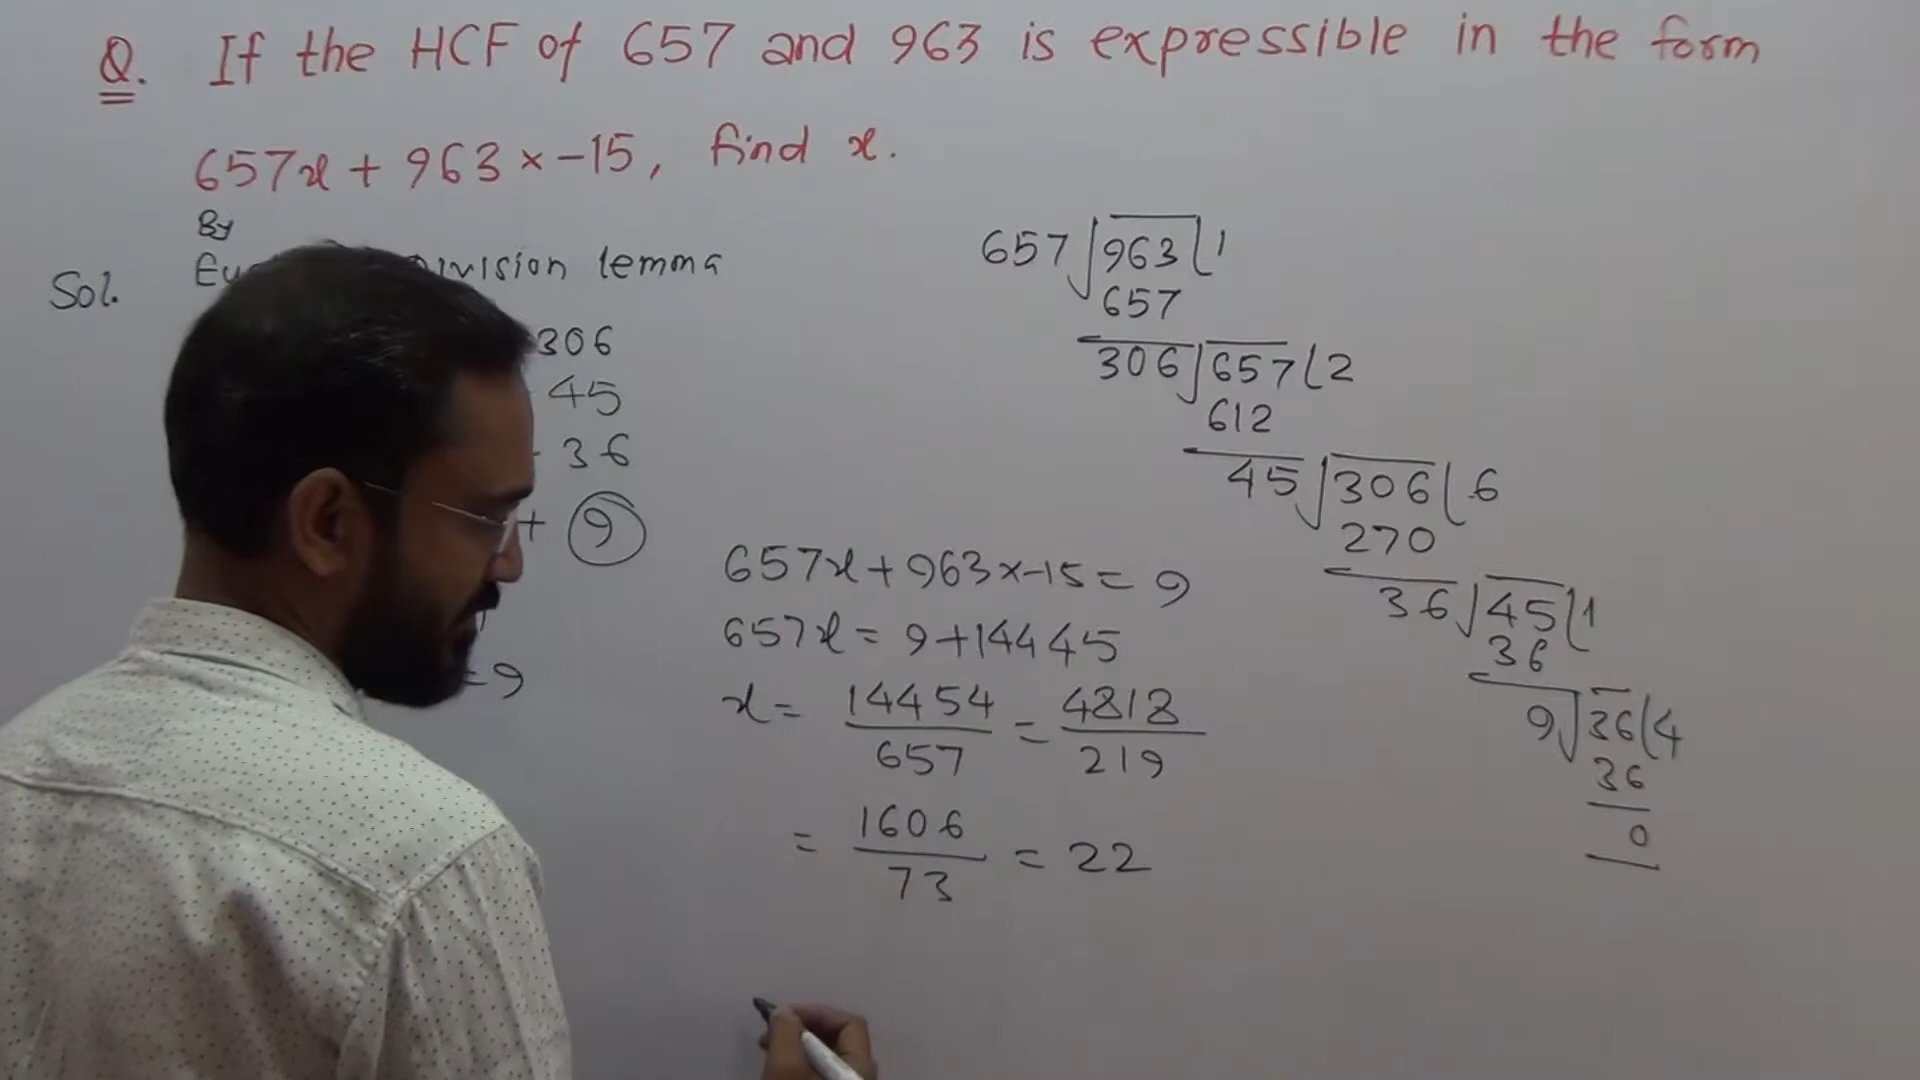 Q. If the HCF of 657 and 963 is expressible in the form
657x + 963 × -15, find x.
By
Sol.
ivision lemma
306
45
36
+ 9
= 9
657x + 963 × -15 = 9
657x = 9 + 14445
x = 14454/657 = 4818/219
= 1606/73 = 22
657 963 1
657
306 657 2
612
45 306 6
270
36 45 1
36
9 36 4
36
0